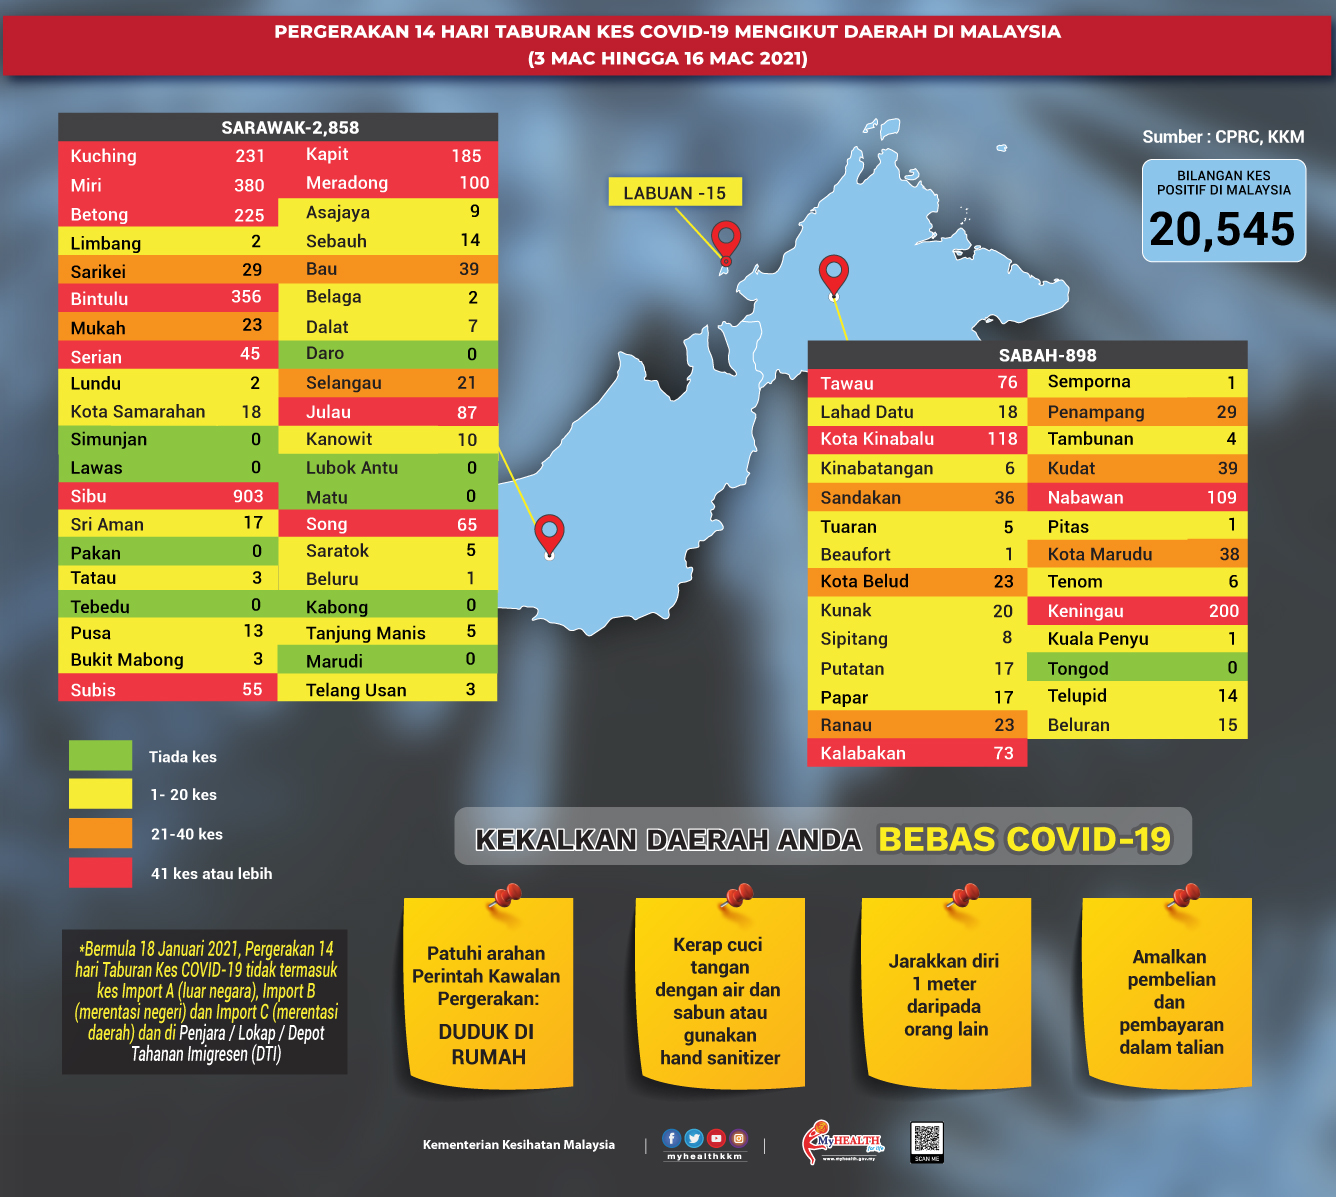 PERGERAKAN 14 HARI TABURAN KES COVID-19 MENGIKUT DAERAH DI MALAYSIA
(3 MAC HINGGA 16 MAC 2021)
SARAWAK-2,858
Kuching 231 Kapit 185
Miri 380 Meradong 100
Betong 225 Asajaya 9
Limbang 2 Sebauh 14
Sarikei 29 Bau 39
Bintulu 356 Belaga 2
Mukah 23 Dalat 7
Serian 45 Daro 0
Lundu 2 Selangau 21
Kota Samarahan 18 Julau 87
Simunjan 0 Kanowit 10
Lawas 0 Lubok Antu 0
Sibu 903 Matu 0
Sri Aman 17 Song 65
Pakan 0 Saratok 5
Tatau 3 Beluru 1
Tebedu 0 Kabong 0
Pusa 13 Tanjung Manis 5
Bukit Mabong 3 Marudi 0
Subis 55 Telang Usan 3
LABUAN -15
Sumber : CPRC, KKM
BILANGAN KES
POSITIF DI MALAYSIA
20,545
SABAH-898
Tawau 76 Semporna 1
Lahad Datu 18 Penampang 29
Kota Kinabalu 118 Tambunan 4
Kinabatangan 6 Kudat 39
Sandakan 36 Nabawan 109
Tuaran 5 Pitas 1
Beaufort 1 Kota Marudu 38
Kota Belud 23 Tenom 6
Kunak 20 Keningau 200
Sipitang 8 Kuala Penyu 1
Putatan 17 Tongod 0
Papar 17 Telupid 14
Ranau 23 Beluran 15
Kalabakan 73
Tiada kes
1- 20 kes
21-40 kes
41 kes atau lebih
*Bermula 18 Januari 2021, Pergerakan 14
hari Taburan Kes COVID-19 tidak termasuk
kes Import A (luar negara), Import B
(merentasi negeri) dan Import C (merentasi
daerah) dan di Penjara / Lokap / Depot
Tahanan Imigresen (DTI)
KEKALKAN DAERAH ANDA BEBAS COVID-19
Patuhi arahan
Perintah Kawalan
Pergerakan:
DUDUK DI
RUMAH
Kerap cuci
tangan
dengan air dan
sabun atau
gunakan
hand sanitizer
Jarakkan diri
1 meter
daripada
orang lain
Amalkan
pembelian
dan
pembayaran
dalam talian
Kementerian Kesihatan Malaysia
myhealthkkm
MyHEALTH
for life
www.myhealth.gov.my
SCAN ME